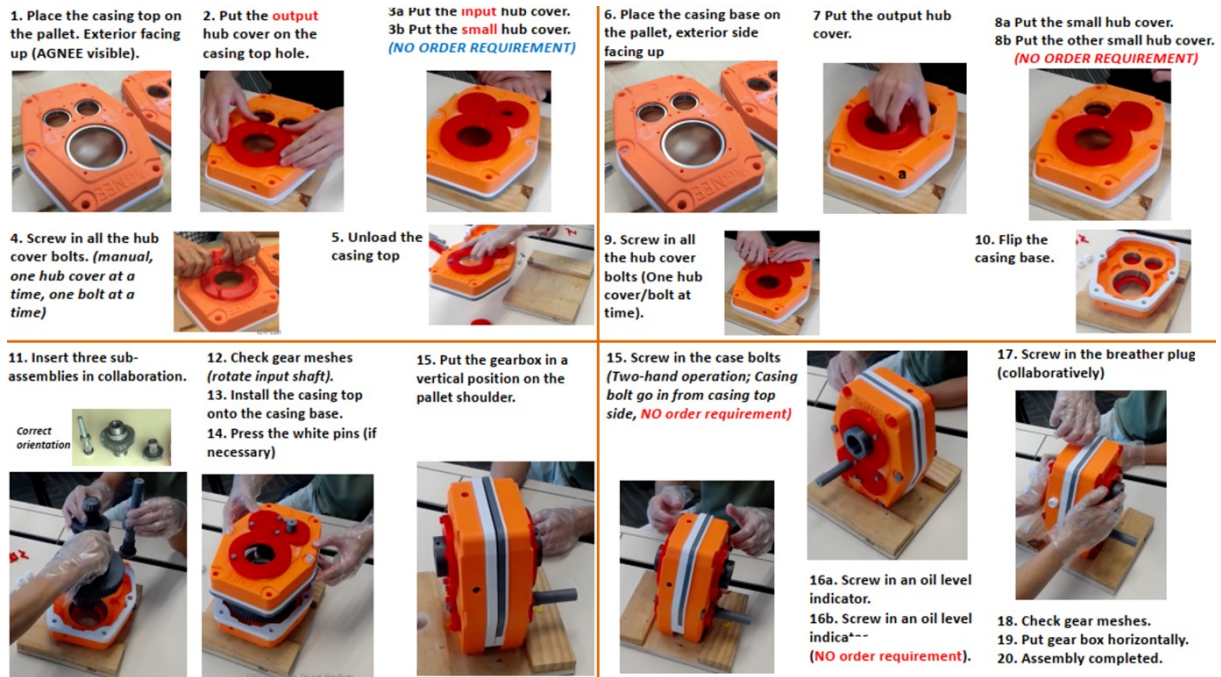 1. Place the casing top on
the pallet. Exterior facing
up (AGNEE visible).
2. Put the output
hub cover on the
casing top hole.
3a Put the input hub cover.
3b Put the small hub cover.
(NO ORDER REQUIREMENT)
4. Screw in all the hub
cover bolts. (manual,
one hub cover at a
time, one bolt at a
time)
5. Unload the
casing top
6. Place the casing base on
the pallet, exterior side
facing up
7 Put the output hub
cover.
a
8a Put the small hub cover.
8b Put the other small hub cover.
(NO ORDER REQUIREMENT)
9. Screw in all
the hub cover
bolts (One hub
cover/bolt at
time).
10. Flip the
casing base.
11. Insert three sub-
assemblies in collaboration.
Correct
orientation
12. Check gear meshes
(rotate input shaft).
13. Install the casing top
onto the casing base.
14. Press the white pins (if
necessary)
15. Put the gearbox in a
vertical position on the
pallet shoulder.
15. Screw in the case bolts
(Two-hand operation; Casing
bolt go in from casing top
side, NO order requirement)
16a. Screw in an oil level
indicator.
16b. Screw in an oil level
(NO order requirement).
17. Screw in the breather plug
(collaboratively)
18. Check gear meshes.
19. Put gear box horizontally.
20. Assembly completed.
AGNEE